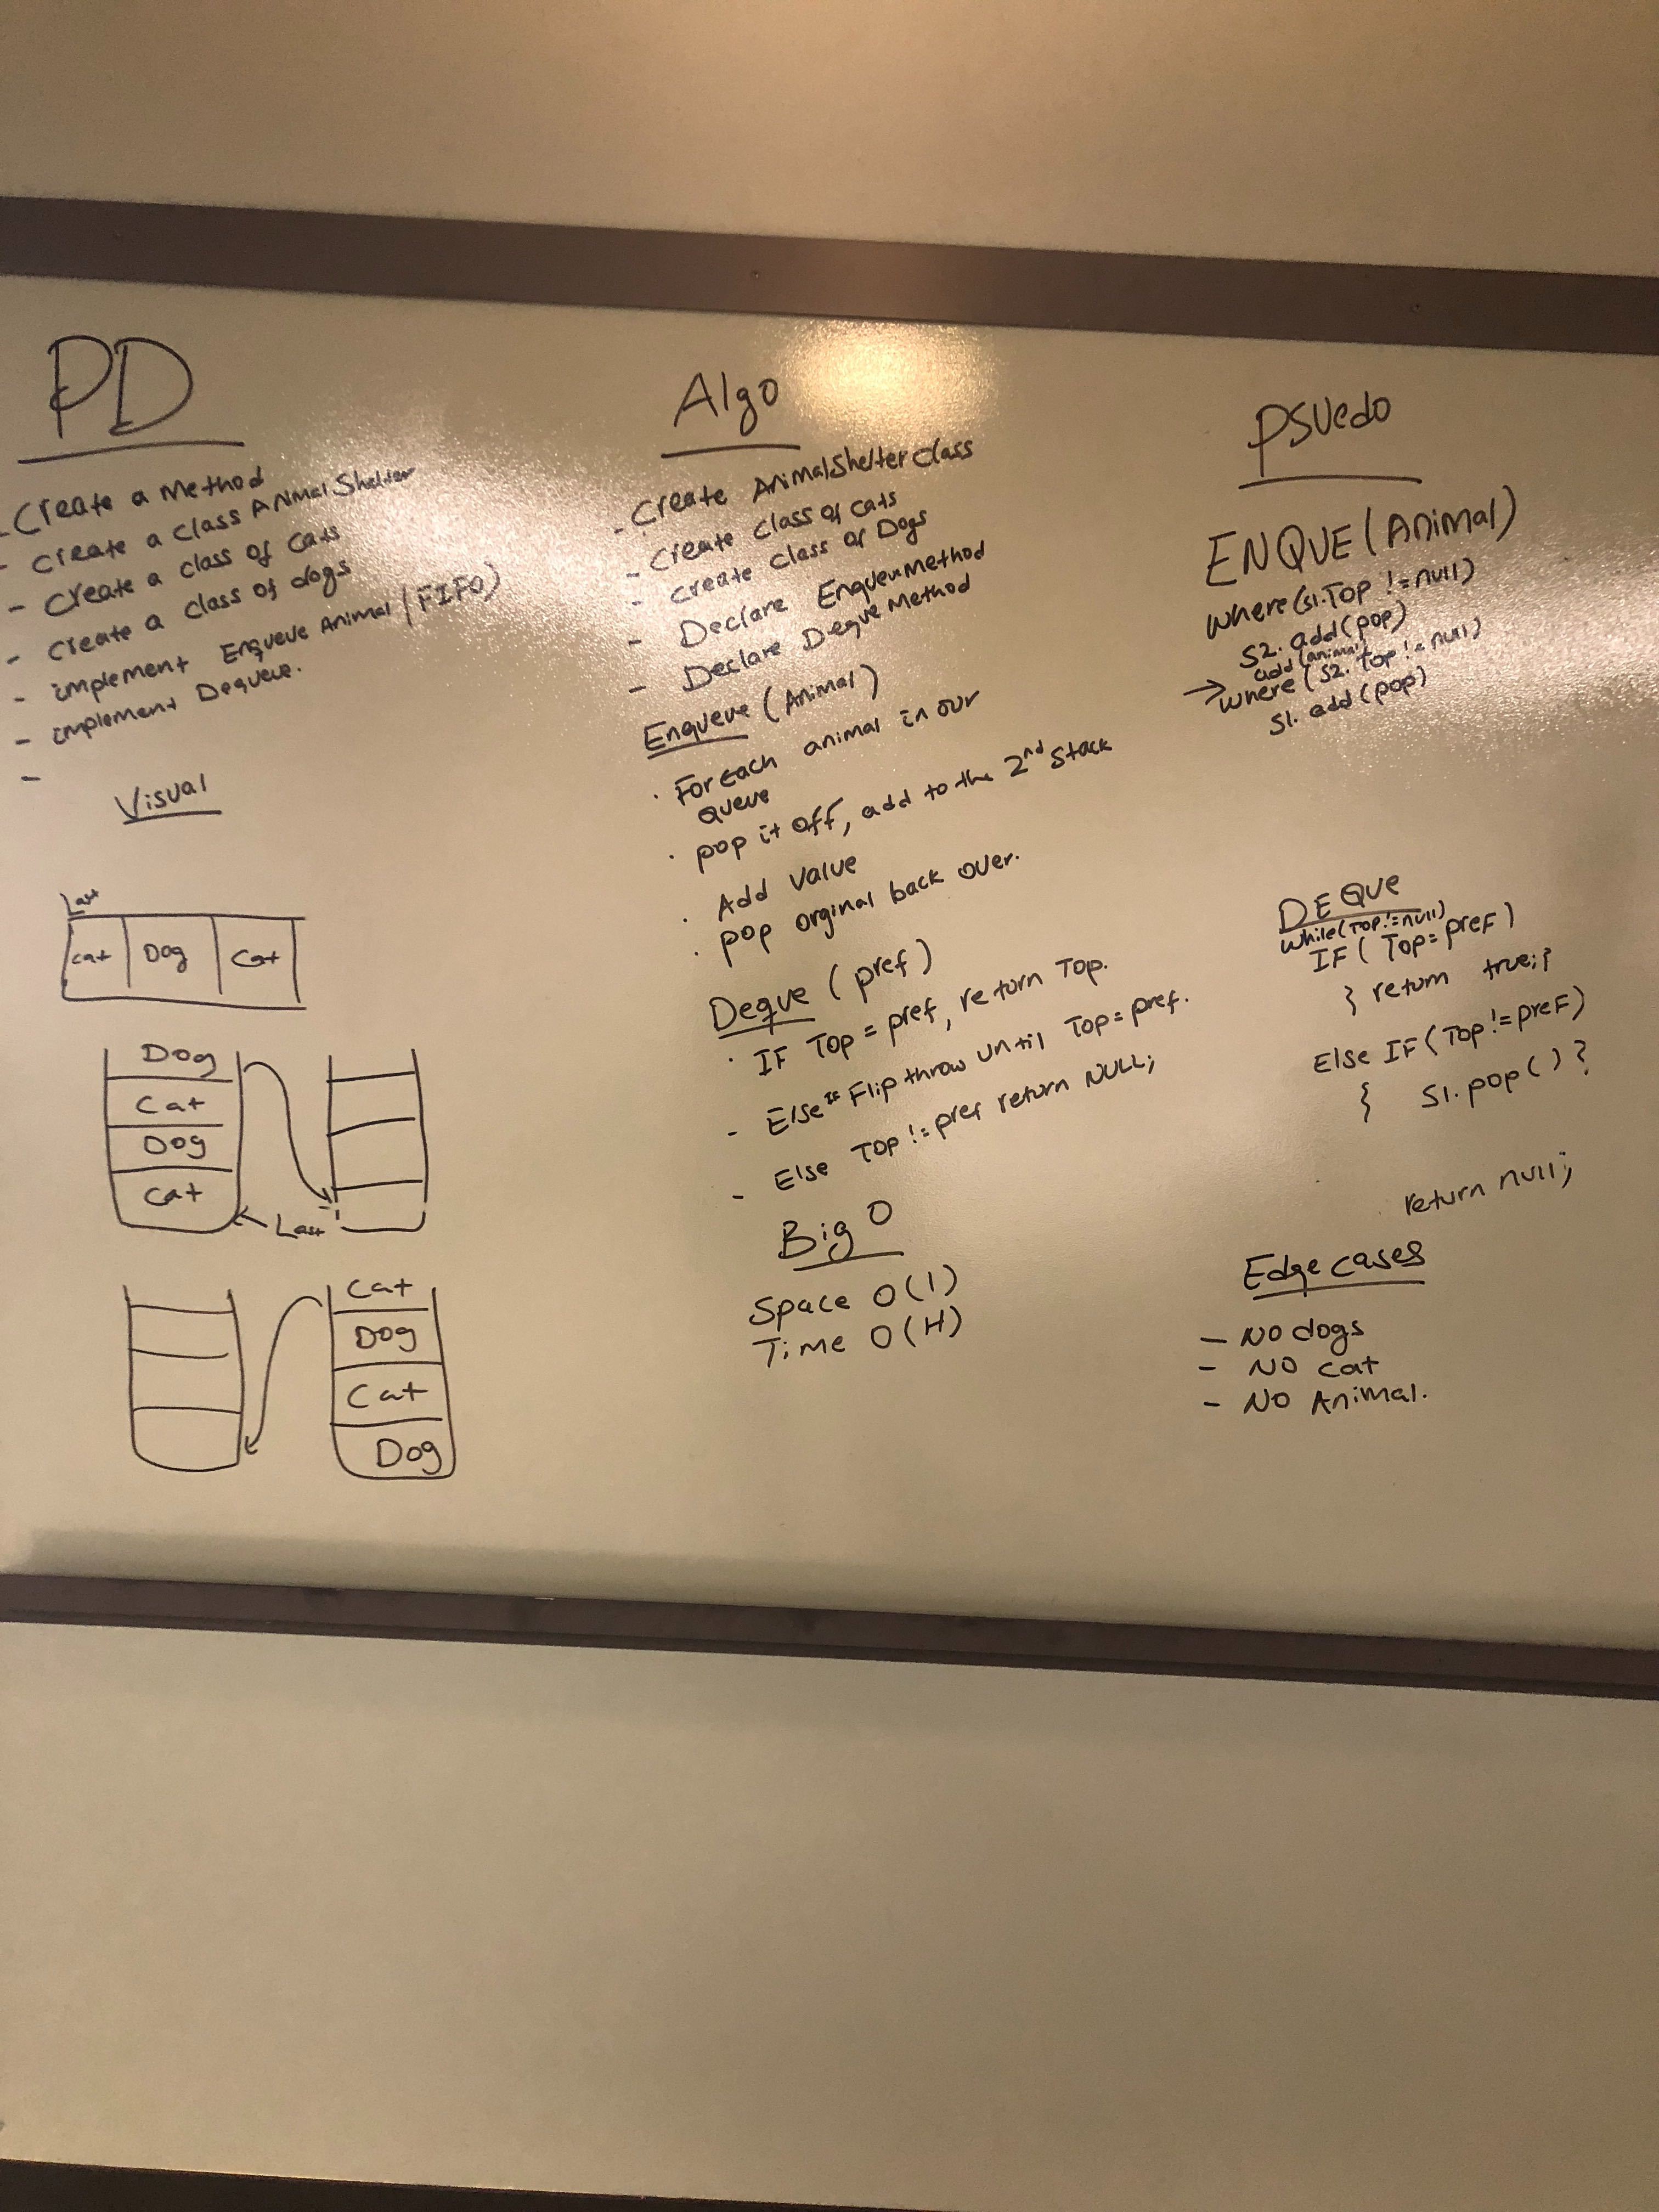 PD
- Create a Method
- create a class AnimalShelter
- create a class of cats
- create a class of dogs
- implement Enqueue Animal (FIFO)
- implement Dequeue.
-
Visual
Last
Cat Dog Cat
Dog
Cat
Dog
Cat
Last
Cat
Dog
Cat
Dog
Algo
- Create AnimalShelter class
- create class of cats
- create class of Dogs
- Declare Enqueu Method
- Declare Deque Method
Enqueue (Animal)
· For each animal in our
queue
· pop it off, add to the 2nd stack
· Add value
· pop orginal back over.
Deque (pref)
· IF Top = pref, return Top.
- Else IF Flip throw until Top = pref.
- Else Top != pref return NULL;
Big O
Space O(1)
Time O(H)
PSUedo
ENQUE (Animal)
where (S1.Top != null)
S2. add (pop)
add (animal)
→ where (S2. Top != null)
S1. add (pop)
DEQue
while (Top != null)
IF ( Top = pref )
} return true; }
Else IF (Top != pref)
{ S1. pop () }
return null;
Edge cases
- NO dogs
- NO cat
- NO Animal.